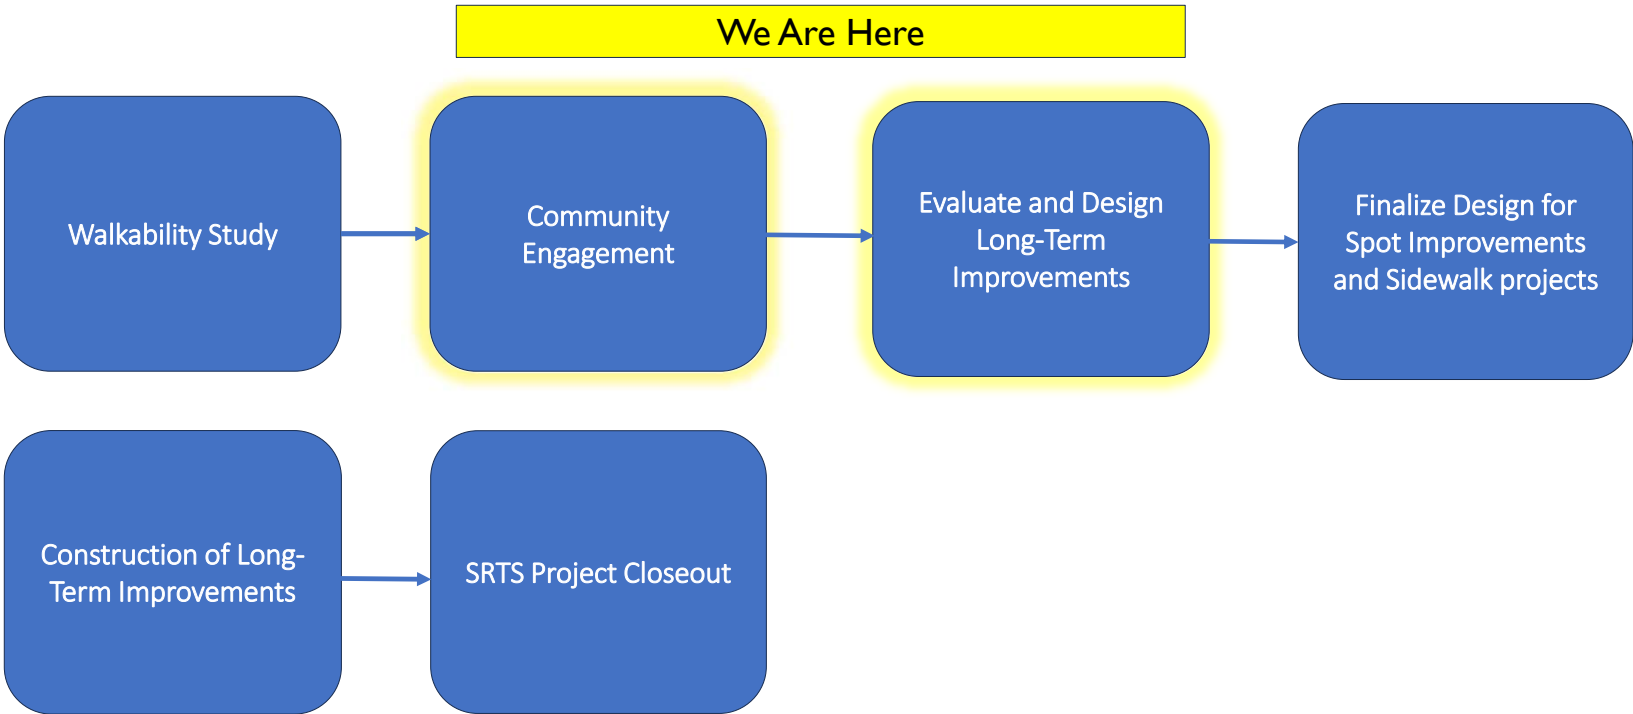 We Are Here
Walkability Study
Community
Engagement
Evaluate and Design
Long-Term
Improvements
Finalize Design for
Spot Improvements
and Sidewalk projects
Construction of Long-
Term Improvements
SRTS Project Closeout